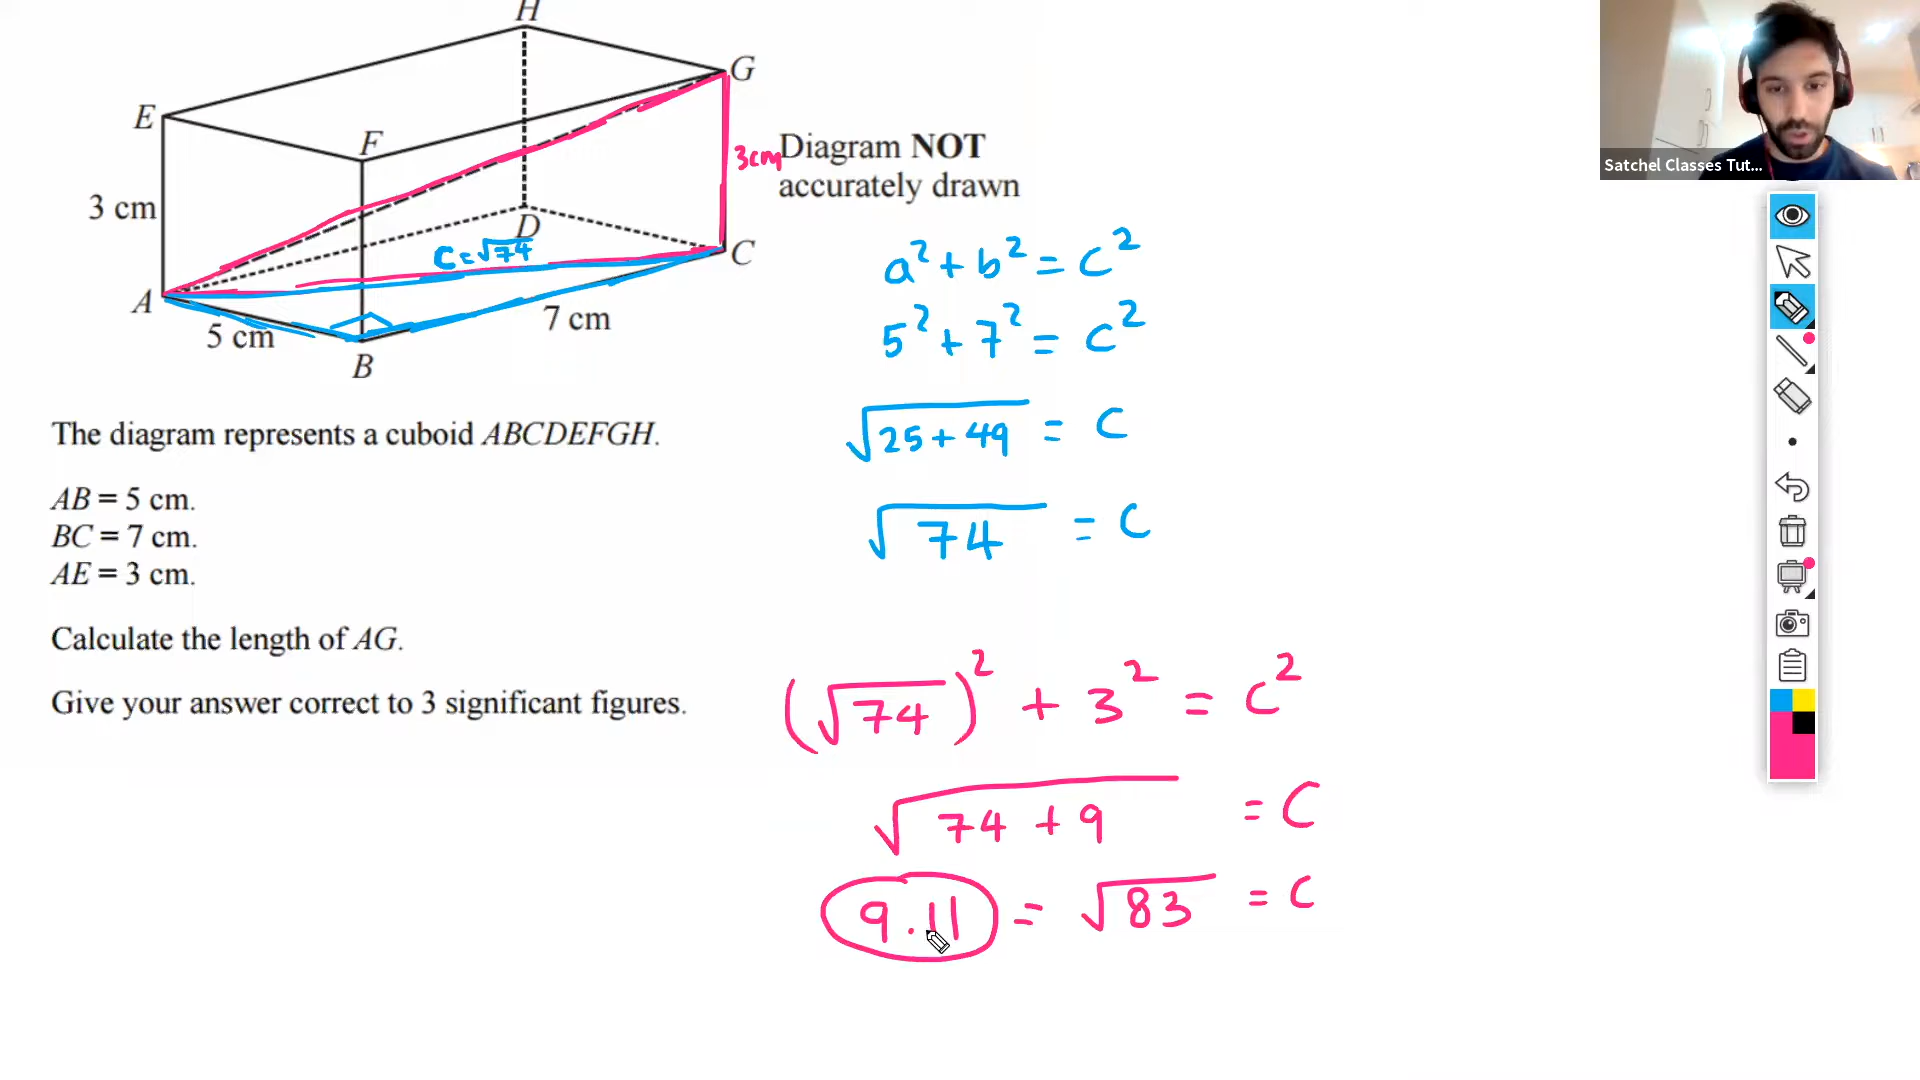 H
G
E
F
3 cm
3cm
Diagram NOT
accurately drawn
D
C=√74
C
A
5 cm
7 cm
B
The diagram represents a cuboid ABCDEFGH.
AB = 5 cm.
BC = 7 cm.
AE = 3 cm.
Calculate the length of AG.
Give your answer correct to 3 significant figures.
a² + b² = c²
5² + 7² = c²
√25 + 49 = c
√74 = c
(√74)² + 3² = c²
√74 + 9 = c
9.11 = √83 = c
Satchel Classes Tut...